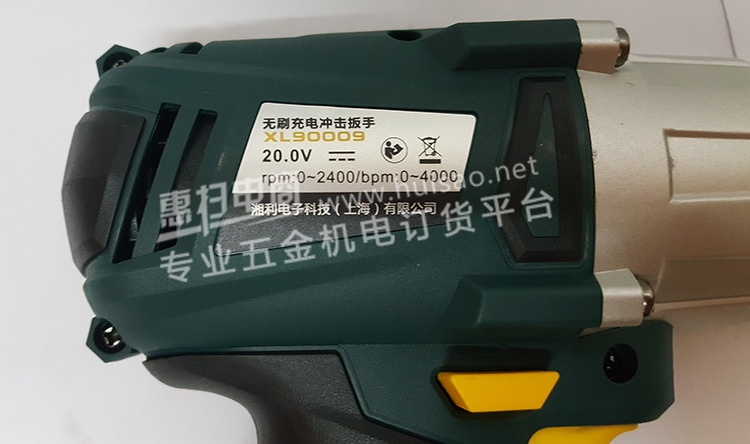 无刷充电冲击扳手
XL90009
20.0V
rpm:0~2400/bpm:0~4000
湘利电子科技(上海)有限公司
惠扫电商 www.huisao.net
专业五金机电订货平台